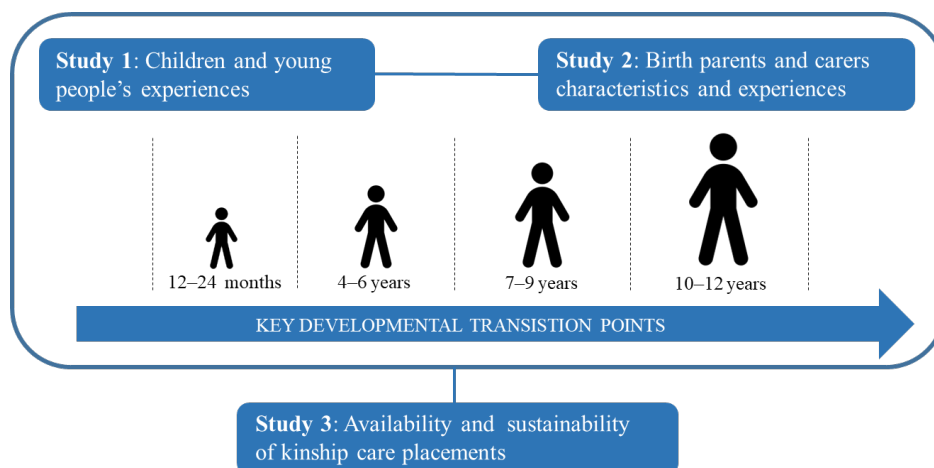 Study 1: Children and young
people's experiences
Study 2: Birth parents and carers
characteristics and experiences
12–24 months
4–6 years
7–9 years
10–12 years
KEY DEVELOPMENTAL TRANSISTION POINTS
Study 3: Availability and sustainability
of kinship care placements